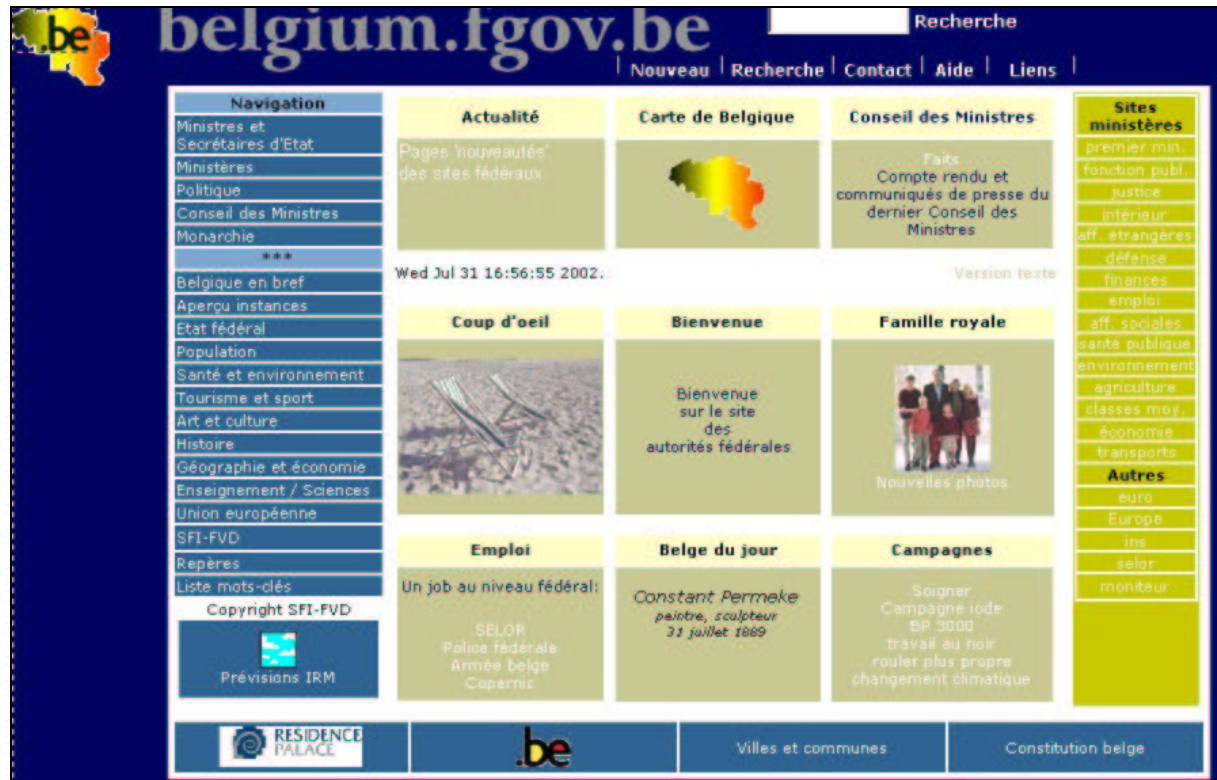 .be
belgium.fgov.be
Recherche
Nouveau
Recherche
Contact
Aide
Liens
Navigation
Ministres et
Secrétaires d'Etat
Ministères
Politique
Conseil des Ministres
Monarchie
***
Belgique en bref
Aperçu instances
Etat fédéral
Population
Santé et environnement
Tourisme et sport
Art et culture
Histoire
Géographie et économie
Enseignement / Sciences
Union européenne
SFI-FVD
Repères
Liste mots-clés
Copyright SFI-FVD
Prévisions IRM
Actualité
Pages 'nouveautés'
des sites fédéraux
Carte de Belgique
Conseil des Ministres
Faits
Compte rendu et
communiqués de presse du
dernier Conseil des
Ministres
Wed Jul 31 16:56:55 2002.
Version texte
Coup d'oeil
Bienvenue
Bienvenue
sur le site
des
autorités fédérales
Famille royale
Nouvelles photos
Emploi
Un job au niveau fédéral:
SELOR
Police fédérale
Armée belge
Copernic
Belge du jour
Constant Permeke
peintre, sculpteur
31 juillet 1889
Campagnes
Soigner
Campagne iode
BP 3000
travail au noir
rouler plus propre
changement climatique
Sites
ministères
premier min.
fonction publ.
justice
intérieur
aff. etrangères
défense
finances
emploi
aff. sociales
santé publique
environnement
agriculture
classes moy.
économie
transports
Autres
euro
Europe
ins
selor
moniteur
RESIDENCE
PALACE
.be
Villes et communes
Constitution belge